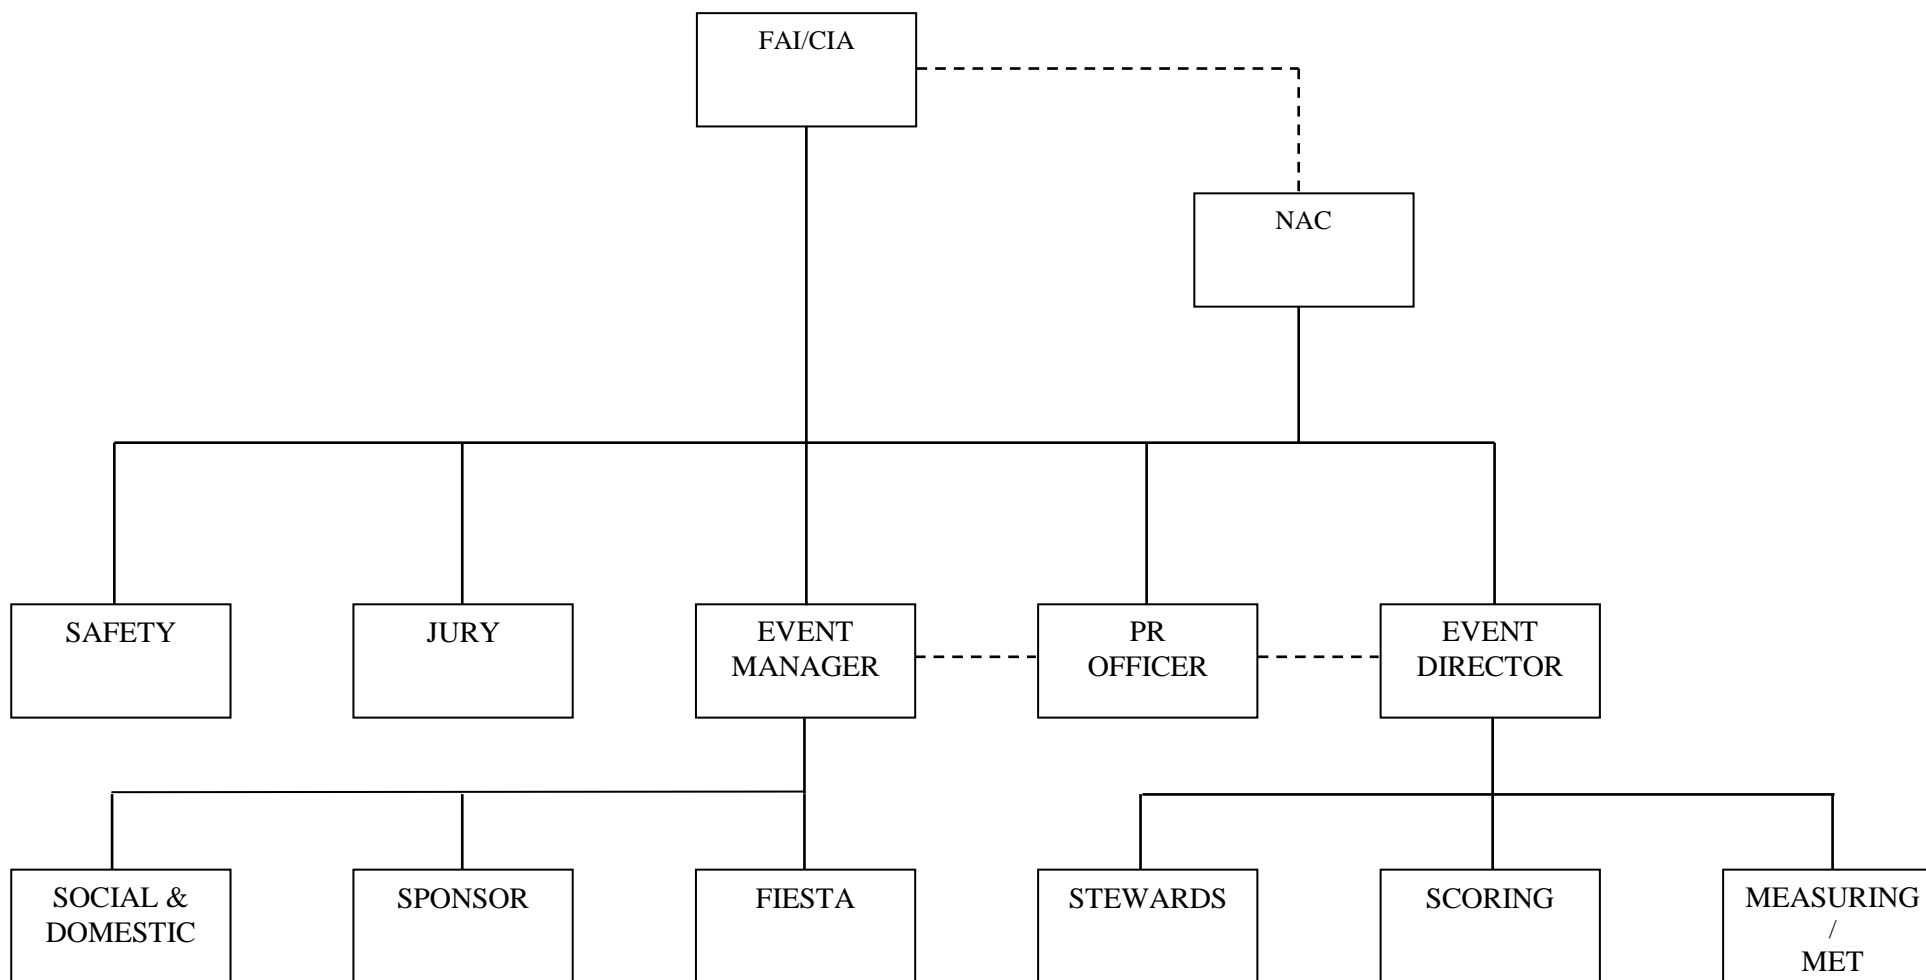 FAI/CIA
NAC
SAFETY
JURY
EVENT
MANAGER
PR
OFFICER
EVENT
DIRECTOR
SOCIAL &
DOMESTIC
SPONSOR
FIESTA
STEWARDS
SCORING
MEASURING
/
MET